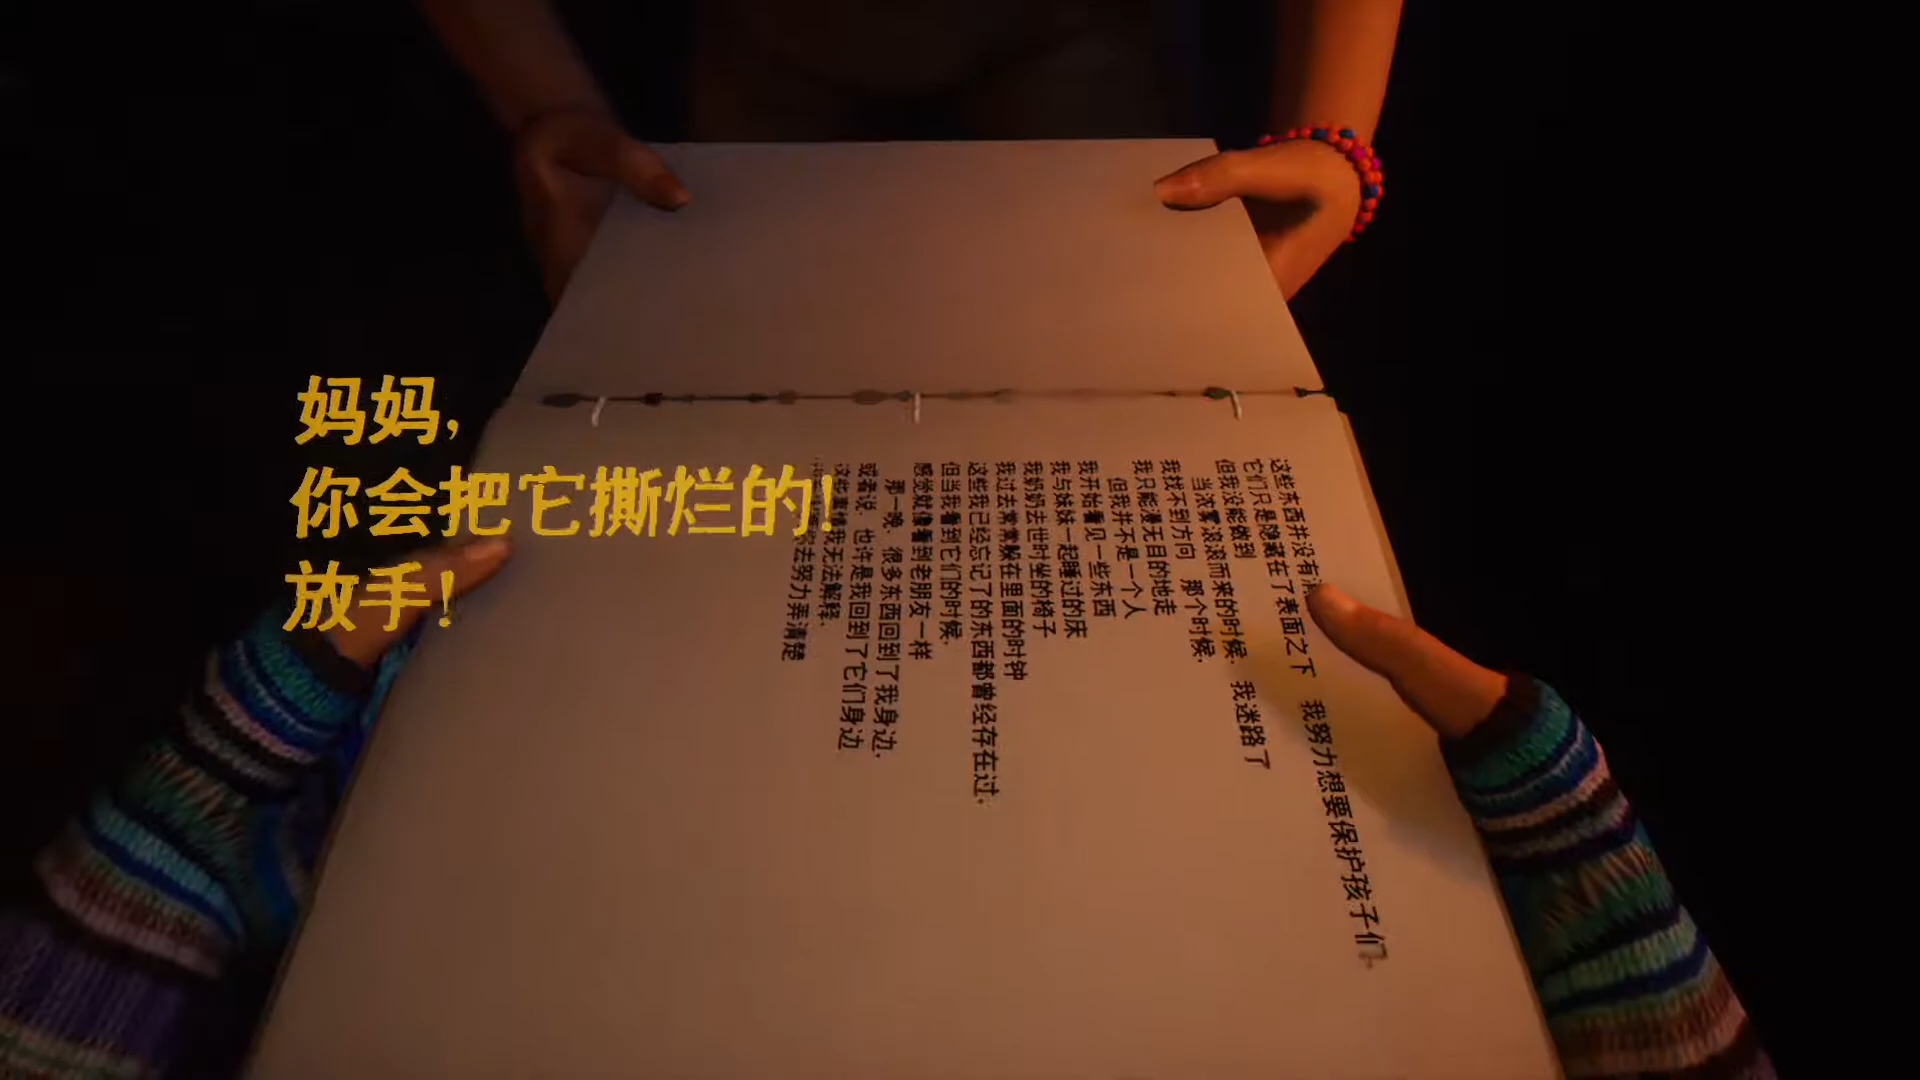 妈妈,
你会把它撕烂的!
放手!
这些东西并没有消
它们只是隐藏在了表面之下 我努力想要保护孩子们,
但我没能做到
当浓雾滚滚而来的时候, 我迷路了
我找不到方向 那个时候,
我只能漫无目的地走
但我并不是一个人
我开始看见一些东西
我与妹妹一起睡过的床
我奶奶去世时坐的椅子
我过去常常躲在里面的时钟
这些我已经忘记了的东西都曾经存在过,
但当我看到它们的时候,
感觉就像看到老朋友一样
那一晚, 很多东西回到了我身边,
或者说, 也许是我回到了它们身边
这些事情我无法解释,
去努力弄清楚